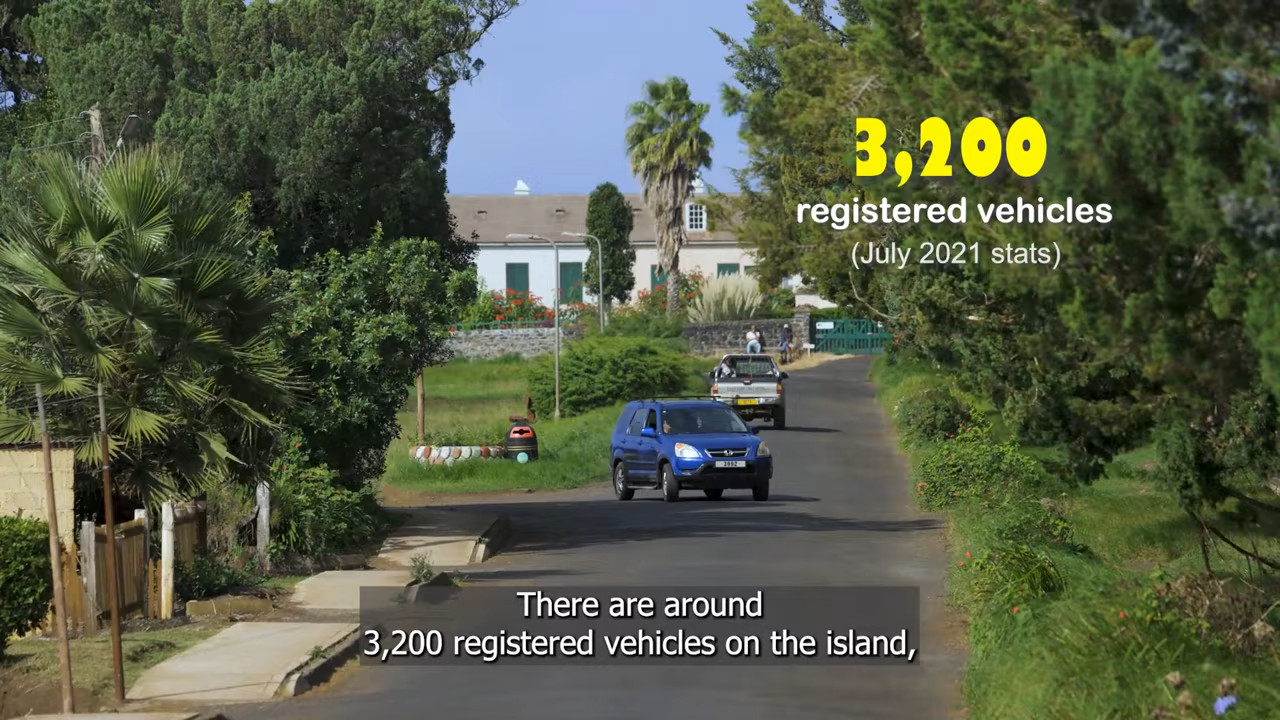 3,200
registered vehicles
(July 2021 stats)
There are around
3,200 registered vehicles on the island,